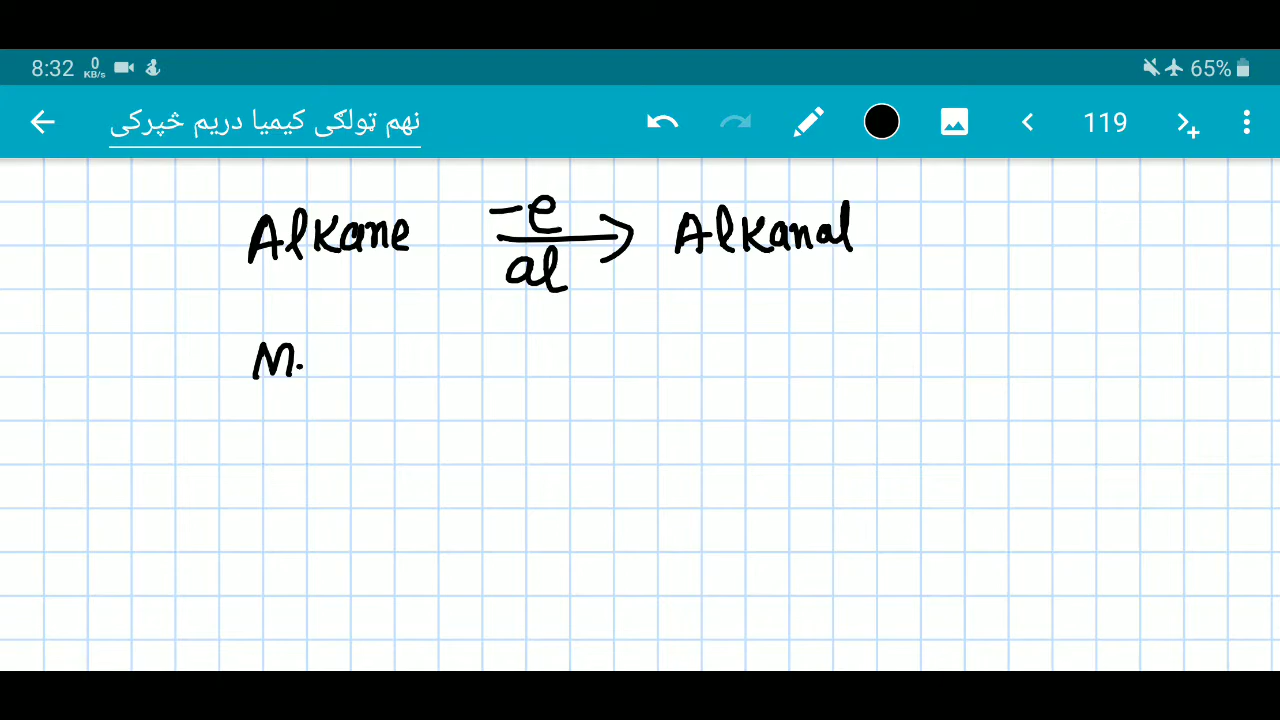 8:32 0 KB/s 65%
نهم ټولګی کیمیا دریم څپرکی 119
Alkane -e al Alkanal
M.